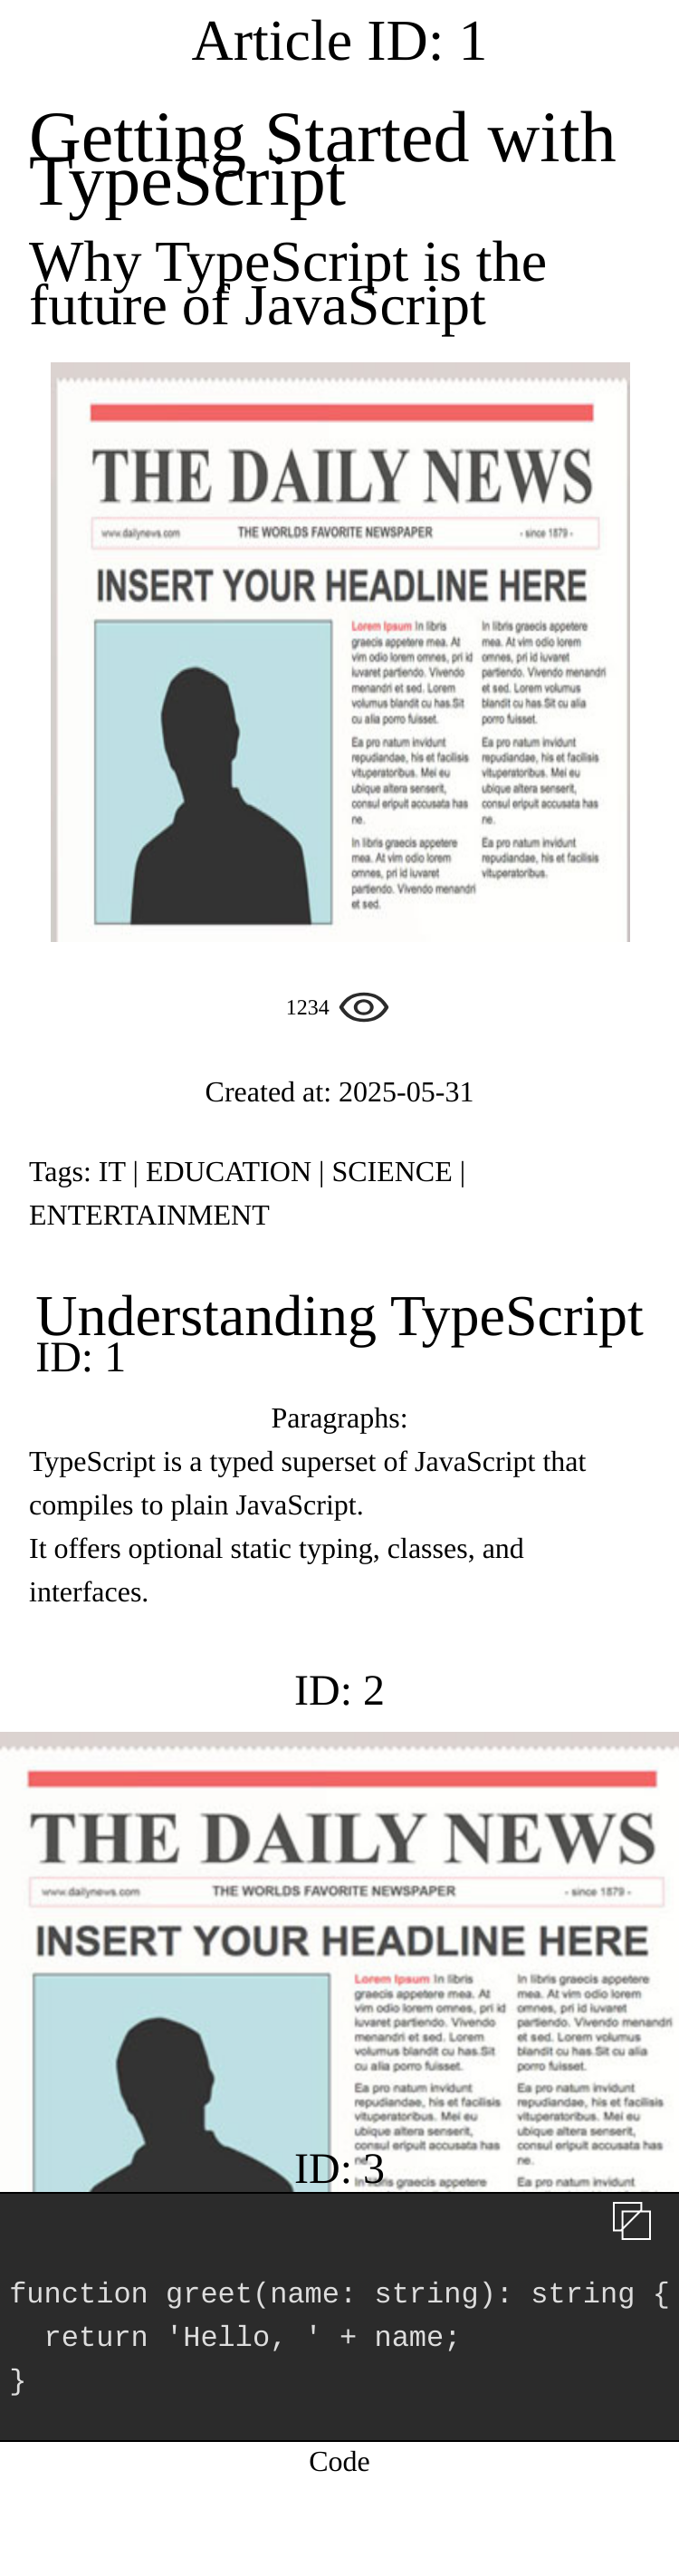 Article ID: 1
Getting Started with
TypeScript
Why TypeScript is the
future of JavaScript
THE DAILY NEWS
www.dailynews.com THE WORLDS FAVORITE NEWSPAPER - since 1879 -
INSERT YOUR HEADLINE HERE
Lorem Ipsum In libris
graecis appetere mea. At
vim odio lorem omnes, pri id
iuvaret partiendo. Vivendo
menandri et sed. Lorem
volumus blandit cu has.Sit
cu alia porro fuisset.
Ea pro natum invidunt
repudiandae, his et facilisis
vituperatoribus. Mei eu
ubique altera senserit,
consul eripuit accusata has
ne.
In libris graecis appetere
mea. At vim odio lorem
omnes, pri id iuvaret
partiendo. Vivendo menandri
et sed.
In libris graecis appetere
mea. At vim odio lorem
omnes, pri id iuvaret
partiendo. Vivendo menandri
et sed. Lorem volumus
blandit cu has.Sit cu alia
porro fuisset.
Ea pro natum invidunt
repudiandae, his et facilisis
vituperatoribus. Mei eu
ubique altera senserit,
consul eripuit accusata has
ne.
Ea pro natum invidunt
repudiandae, his et facilisis
vituperatoribus.
1234
Created at: 2025-05-31
Tags: IT | EDUCATION | SCIENCE |
ENTERTAINMENT
Understanding TypeScript
ID: 1
Paragraphs:
TypeScript is a typed superset of JavaScript that
compiles to plain JavaScript.
It offers optional static typing, classes, and
interfaces.
ID: 2
THE DAILY NEWS
www.dailynews.com THE WORLDS FAVORITE NEWSPAPER - since 1879 -
INSERT YOUR HEADLINE HERE
Lorem Ipsum In libris
graecis appetere mea. At
vim odio lorem omnes, pri id
iuvaret partiendo. Vivendo
menandri et sed. Lorem
volumus blandit cu has.Sit
cu alia porro fuisset.
Ea pro natum invidunt
repudiandae, his et facilisis
vituperatoribus. Mei eu
ubique altera senserit,
consul eripuit accusata has
ne.
In libris graecis appetere
In libris graecis appetere
mea. At vim odio lorem
omnes, pri id iuvaret
partiendo. Vivendo menandri
et sed. Lorem volumus
blandit cu has.Sit cu alia
porro fuisset.
Ea pro natum invidunt
repudiandae, his et facilisis
vituperatoribus. Mei eu
ubique altera senserit,
consul eripuit accusata has
ne.
Ea pro natum invidunt
ID: 3
function greet(name: string): string {
  return 'Hello, ' + name;
}
Code